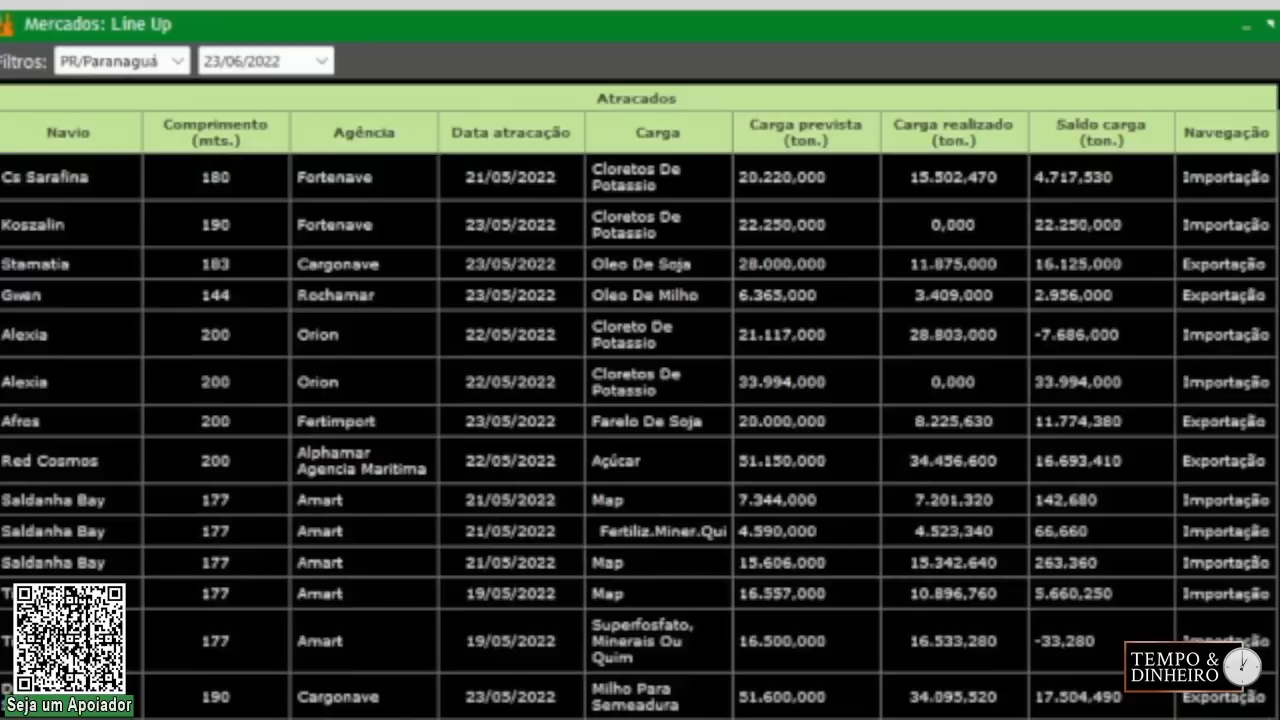 Mercados: Line Up
Filtros: PR/Paranaguá 23/06/2022
Atracados
Navio Comprimento (mts.) Agência Data atracação Carga Carga prevista (ton.) Carga realizado (ton.) Saldo carga (ton.) Navegação
Cs Sarafina 180 Fortenave 21/05/2022 Cloretos De Potassio 20.220,000 15.502,470 4.717,530 Importação
Koszalin 190 Fortenave 23/05/2022 Cloretos De Potassio 22.250,000 0,000 22.250,000 Importação
Stamatia 183 Cargonave 23/05/2022 Oleo De Soja 28.000,000 11.875,000 16.125,000 Exportação
Gwen 144 Rochamar 23/05/2022 Oleo De Milho 6.365,000 3.409,000 2.956,000 Exportação
Alexia 200 Orion 22/05/2022 Cloreto De Potassio 21.117,000 28.803,000 -7.686,000 Importação
Alexia 200 Orion 22/05/2022 Cloretos De Potassio 33.994,000 0,000 33.994,000 Importação
Afros 200 Fertimport 23/05/2022 Farelo De Soja 20.000,000 8.225,630 11.774,380 Exportação
Red Cosmos 200 Alphamar Agencia Maritima 22/05/2022 Açúcar 51.150,000 34.456,600 16.693,410 Exportação
Saldanha Bay 177 Amart 21/05/2022 Map 7.344,000 7.201,320 142,680 Importação
Saldanha Bay 177 Amart 21/05/2022 Fertiliz.Miner.Qui 4.590,000 4.523,340 66,660 Importação
Saldanha Bay 177 Amart 21/05/2022 Map 15.606,000 15.342,640 263,360 Importação
177 Amart 19/05/2022 Map 16.557,000 10.896,760 5.660,250 Importação
177 Amart 19/05/2022 Superfosfato, Minerais Ou Quim 16.500,000 16.533,280 -33,280
190 Cargonave 23/05/2022 Milho Para Semeadura 51.600,000 34.095,520 17.504,490 Exportação
Seja um Apoiador
TEMPO &
DINHEIRO